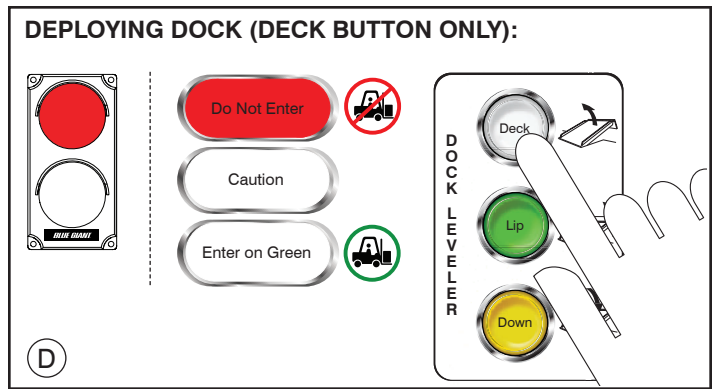 DEPLOYING DOCK (DECK BUTTON ONLY):
BLUE GIANT
Do Not Enter
Caution
Enter on Green
DOCK LEVELER
Deck
Lip
Down
D